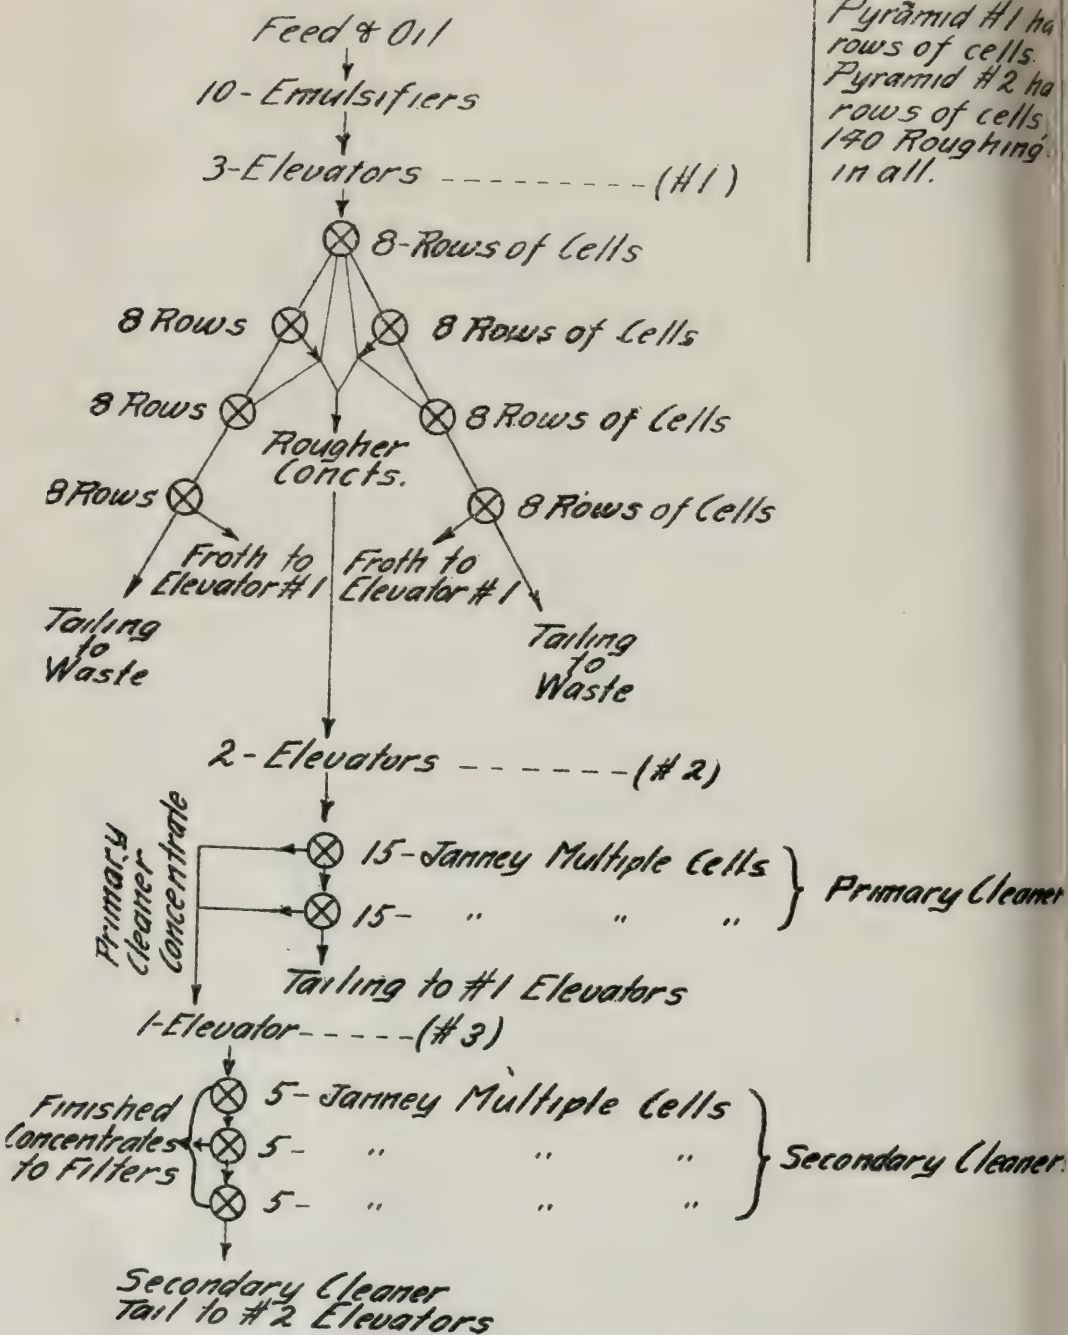 Pyramid #1 ha
rows of cells.
Pyramid #2 ha
rows of cells
140 Roughing
in all.
Feed & Oil
10-Emulsifiers
3-Elevators -------- (#1)
8-Rows of Cells
8 Rows
8 Rows of Cells
8 Rows
8 Rows of Cells
Rougher
Concts.
8 Rows
8 Rows of Cells
Froth to
Elevator #1
Froth to
Elevator #1
Tailing
to
Waste
Tailing
to
Waste
2-Elevators -------- (#2)
Primary
Cleaner
Concentrate
15-Janney Multiple Cells
15- " " "
Primary Cleaner
Tailing to #1 Elevators
1-Elevator------(#3)
Finished
Concentrates
to Filters
5-Janney Multiple Cells
5- " " "
5- " " "
Secondary Cleaner
Secondary Cleaner
Tail to #2 Elevators